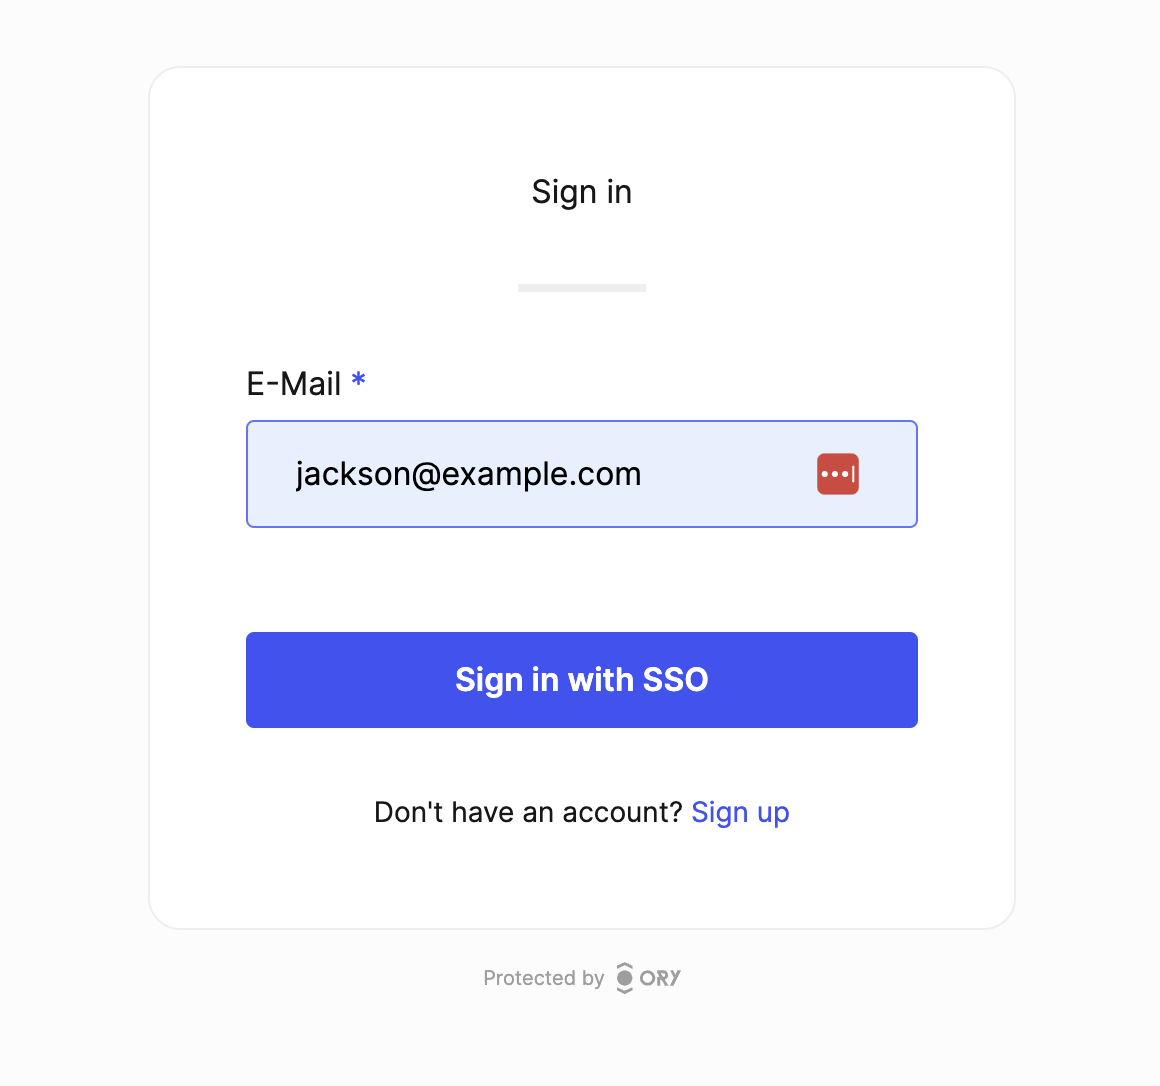 Sign in
E-Mail *
jackson@example.com
Sign in with SSO
Don't have an account? Sign up
Protected by ORY